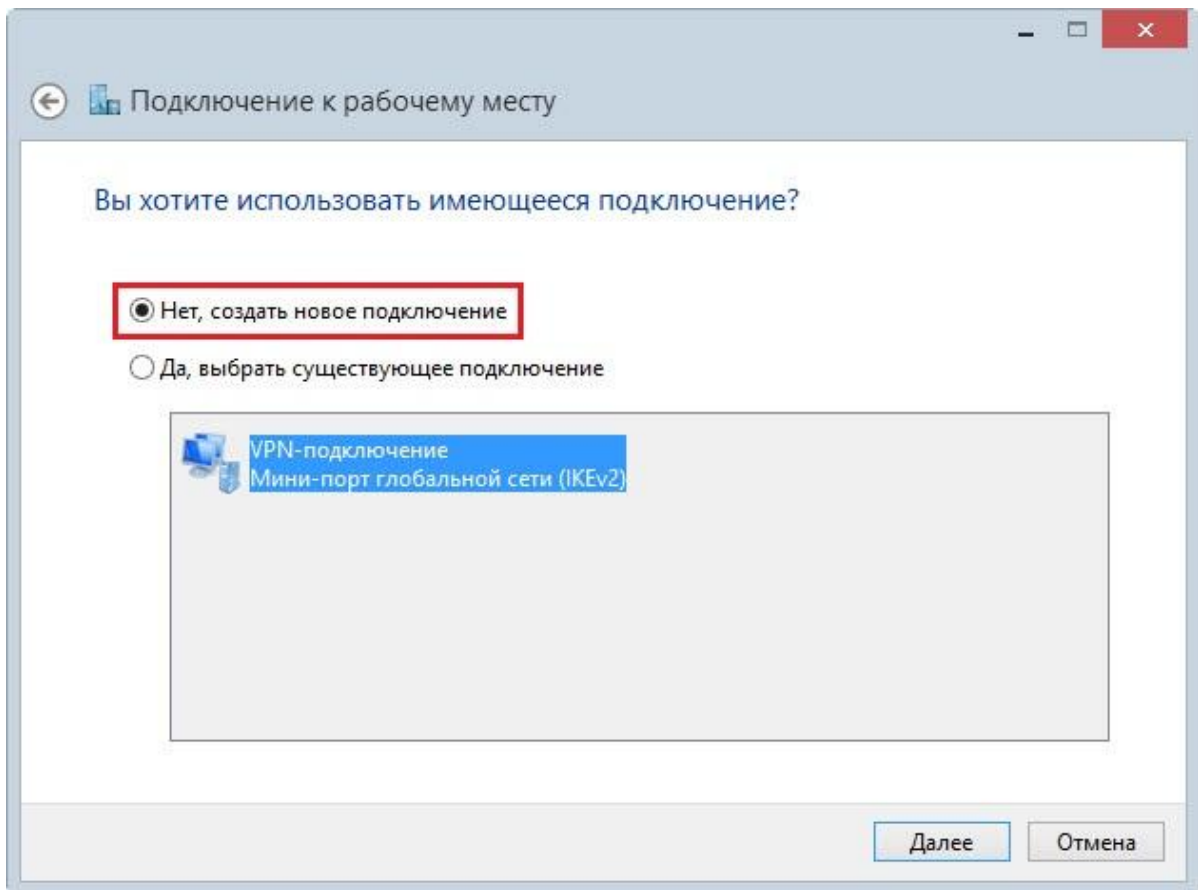 Подключение к рабочему месту
Вы хотите использовать имеющееся подключение?
Нет, создать новое подключение
Да, выбрать существующее подключение
VPN-подключение
Мини-порт глобальной сети (IKEv2)
Далее
Отмена